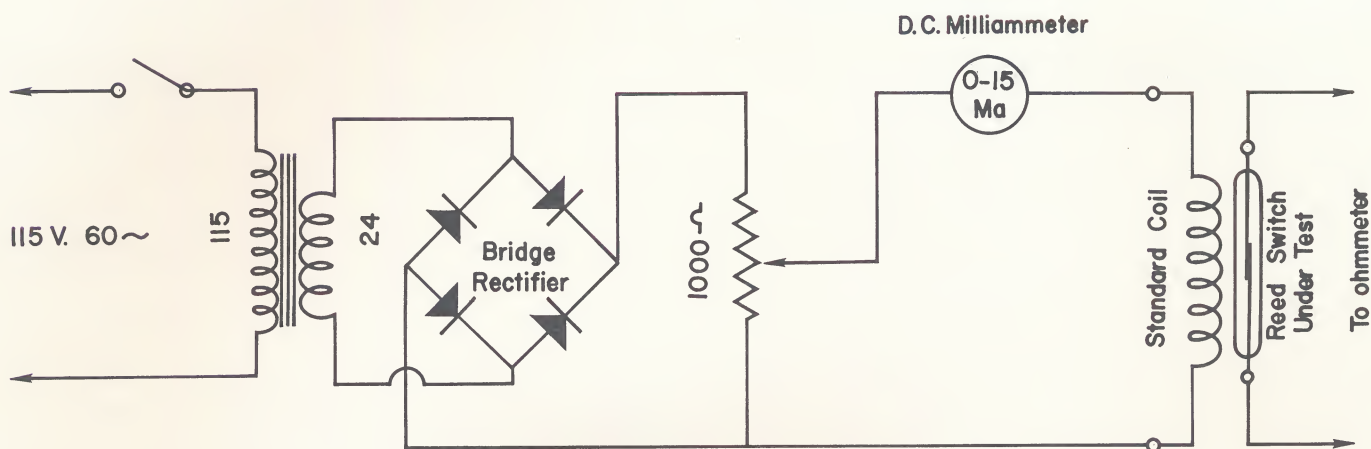 D.C. Milliammeter
0-15
Ma
115 V. 60~
115
24
Bridge
Rectifier
1000 Ω
Standard Coil
Reed Switch
Under Test
To ohmmeter